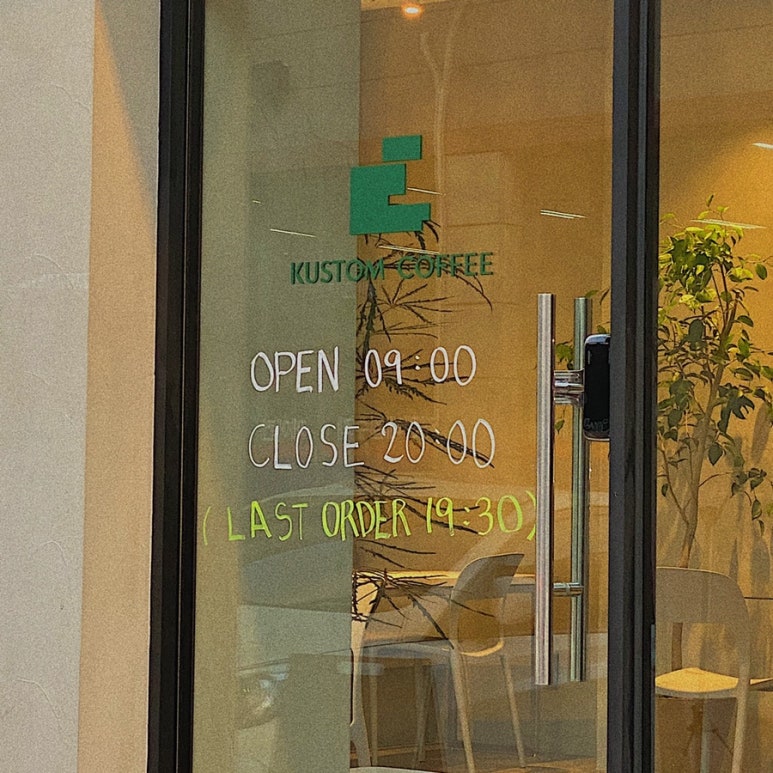 KUSTOM COFFEE
OPEN 09:00
CLOSE 20:00
(LAST ORDER 19:30)